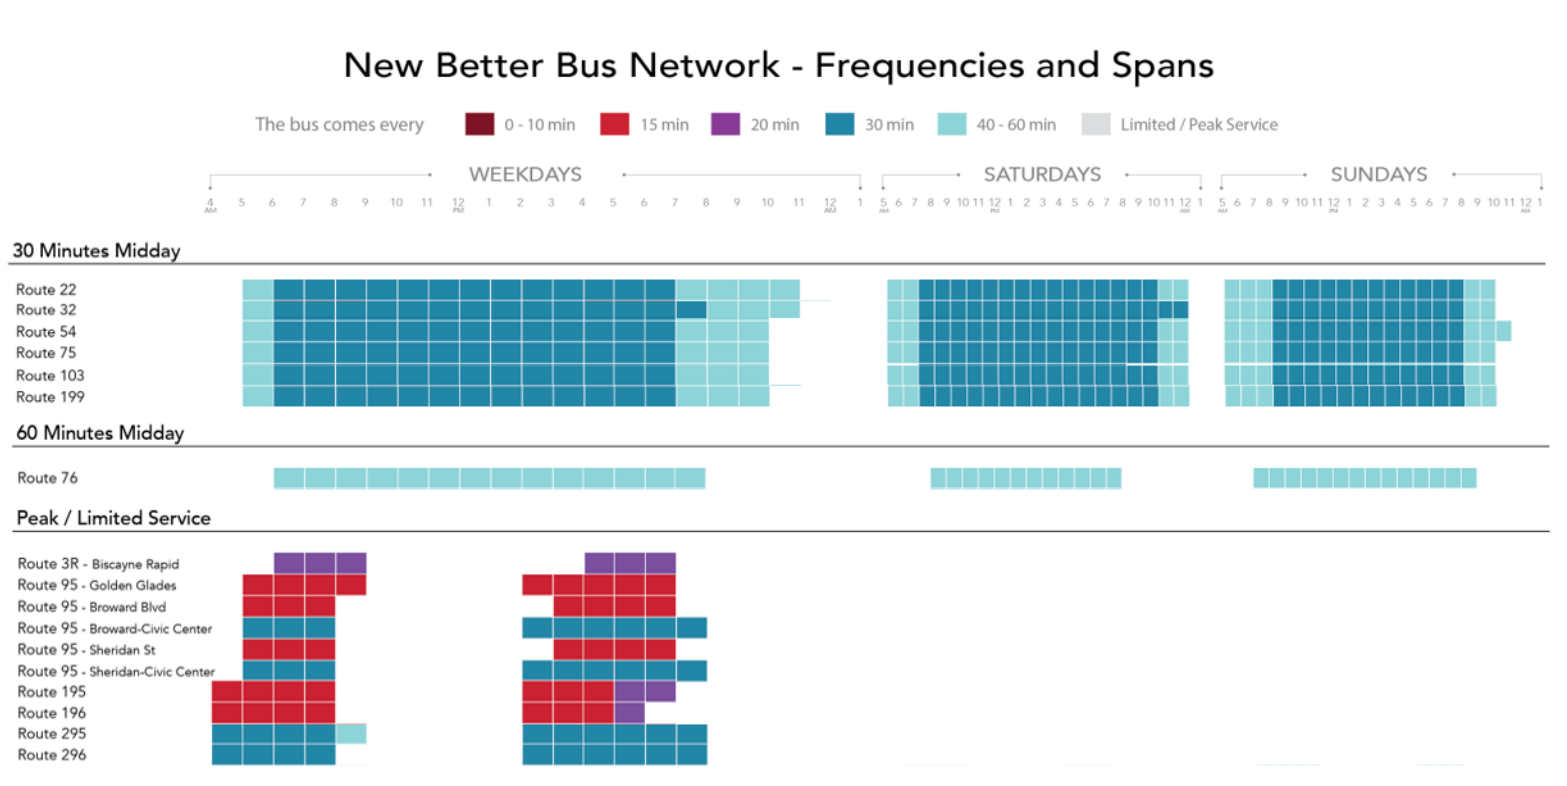 New Better Bus Network - Frequencies and Spans
The bus comes every 0 - 10 min 15 min 20 min 30 min 40 - 60 min Limited / Peak Service
WEEKDAYS SATURDAYS SUNDAYS
4 AM 5 6 7 8 9 10 11 12 PM 1 2 3 4 5 6 7 8 9 10 11 12 AM 1 5 AM 6 7 8 9 10 11 12 PM 1 2 3 4 5 6 7 8 9 10 11 12 AM 1 5 AM 6 7 8 9 10 11 12 PM 1 2 3 4 5 6 7 8 9 10 11 12 AM 1
30 Minutes Midday
Route 22
Route 32
Route 54
Route 75
Route 103
Route 199
60 Minutes Midday
Route 76
Peak / Limited Service
Route 3R - Biscayne Rapid
Route 95 - Golden Glades
Route 95 - Broward Blvd
Route 95 - Broward-Civic Center
Route 95 - Sheridan St
Route 95 - Sheridan-Civic Center
Route 195
Route 196
Route 295
Route 296